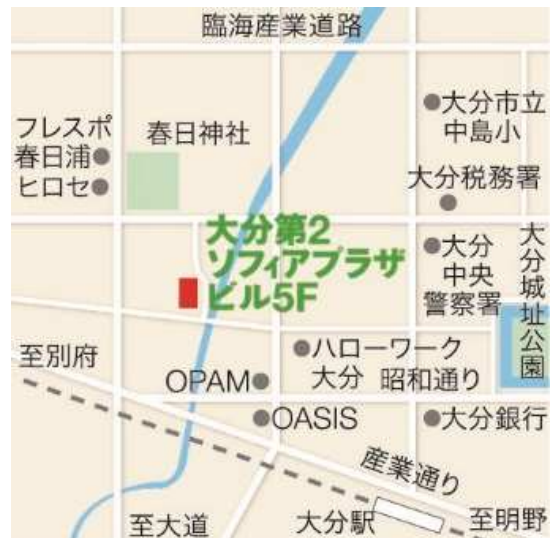 臨海産業道路
フレスポ
春日浦
ヒロセ
春日神社
大分市立
中島小
大分税務署
大分第2
ソフィアプラザ
ビル5F
大分
中央
警察署
大分城址公園
至別府
ハローワーク
大分
昭和通り
OPAM
OASIS
大分銀行
産業通り
至大道
大分駅
至明野